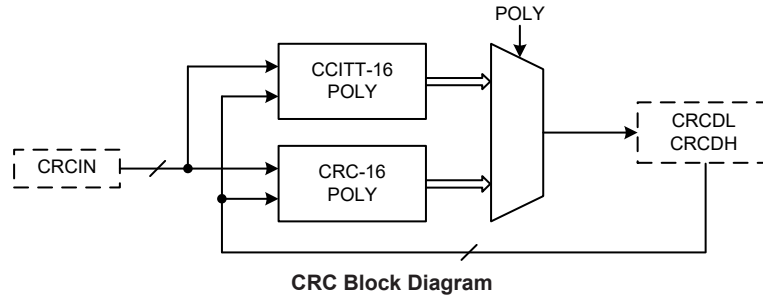 POLY
CCITT-16
POLY
CRCDL
CRCDH
CRCIN
CRC-16
POLY
CRC Block Diagram